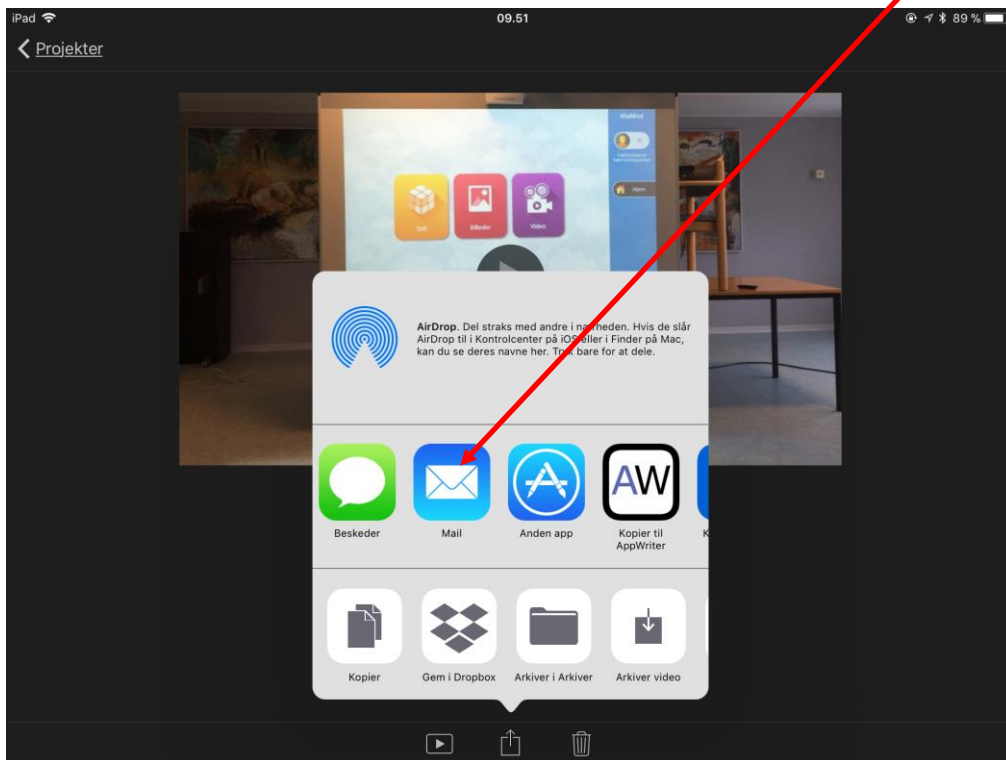 iPad 09.51 89 %
Projekter
Hjem
Spil Billeder Video
AirDrop. Del straks med andre i nærheden. Hvis de slår
AirDrop til i Kontrolcenter på iOS eller i Finder på Mac,
kan du se deres navne her. Tryk bare for at dele.
Beskeder Mail Anden app Kopier til K
AppWriter
AW
Kopier Gem i Dropbox Arkiver i Arkiver Arkiver video